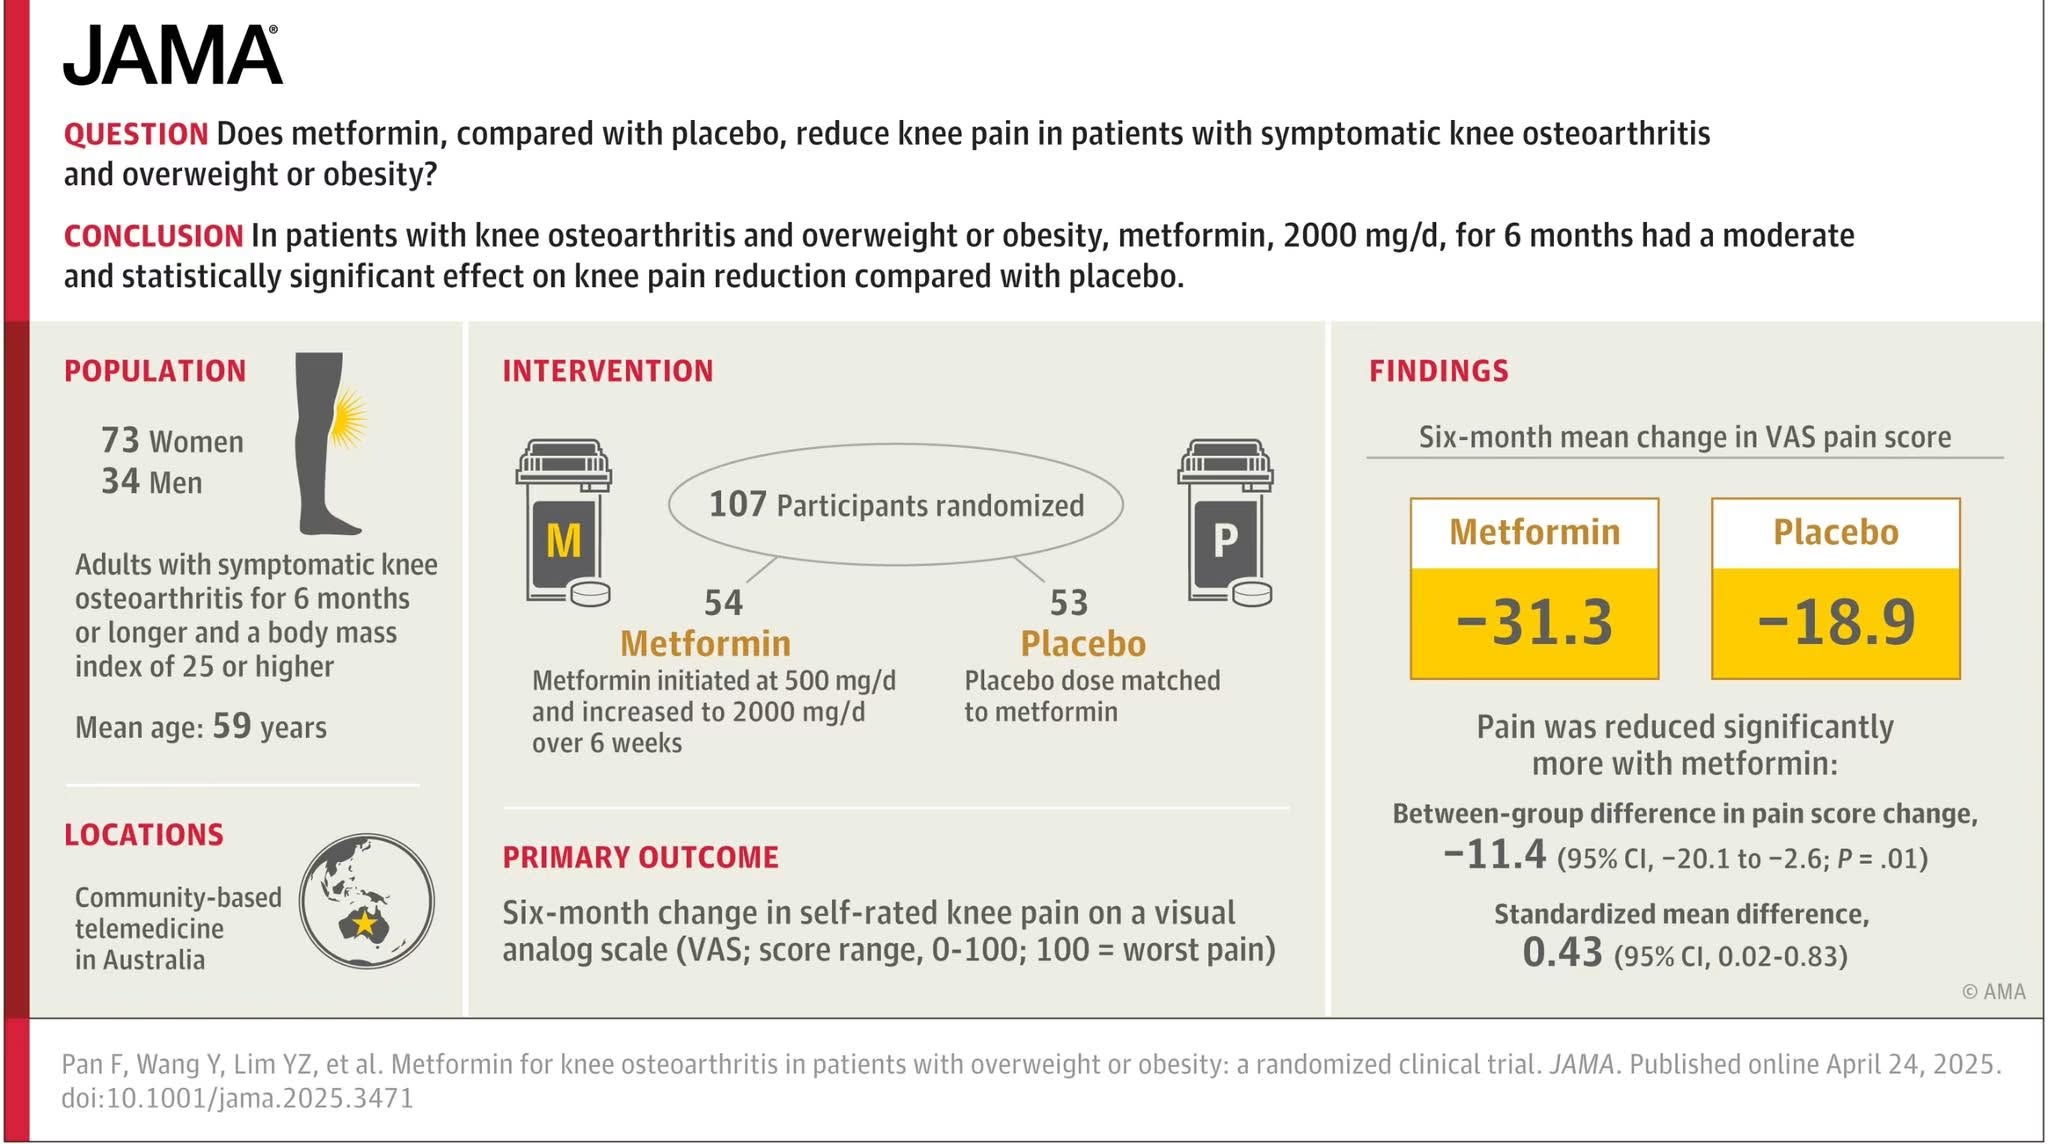 JAMA®
QUESTION Does metformin, compared with placebo, reduce knee pain in patients with symptomatic knee osteoarthritis
and overweight or obesity?
CONCLUSION In patients with knee osteoarthritis and overweight or obesity, metformin, 2000 mg/d, for 6 months had a moderate
and statistically significant effect on knee pain reduction compared with placebo.
POPULATION
73 Women
34 Men
Adults with symptomatic knee
osteoarthritis for 6 months
or longer and a body mass
index of 25 or higher
Mean age: 59 years
LOCATIONS
Community-based
telemedicine
in Australia
INTERVENTION
M
107 Participants randomized
P
54
Metformin
Metformin initiated at 500 mg/d
and increased to 2000 mg/d
over 6 weeks
53
Placebo
Placebo dose matched
to metformin
PRIMARY OUTCOME
Six-month change in self-rated knee pain on a visual
analog scale (VAS; score range, 0-100; 100 = worst pain)
FINDINGS
Six-month mean change in VAS pain score
Metformin
−31.3
Placebo
−18.9
Pain was reduced significantly
more with metformin:
Between-group difference in pain score change,
−11.4 (95% CI, −20.1 to −2.6; P = .01)
Standardized mean difference,
0.43 (95% CI, 0.02-0.83)
© AMA
Pan F, Wang Y, Lim YZ, et al. Metformin for knee osteoarthritis in patients with overweight or obesity: a randomized clinical trial. JAMA. Published online April 24, 2025.
doi:10.1001/jama.2025.3471